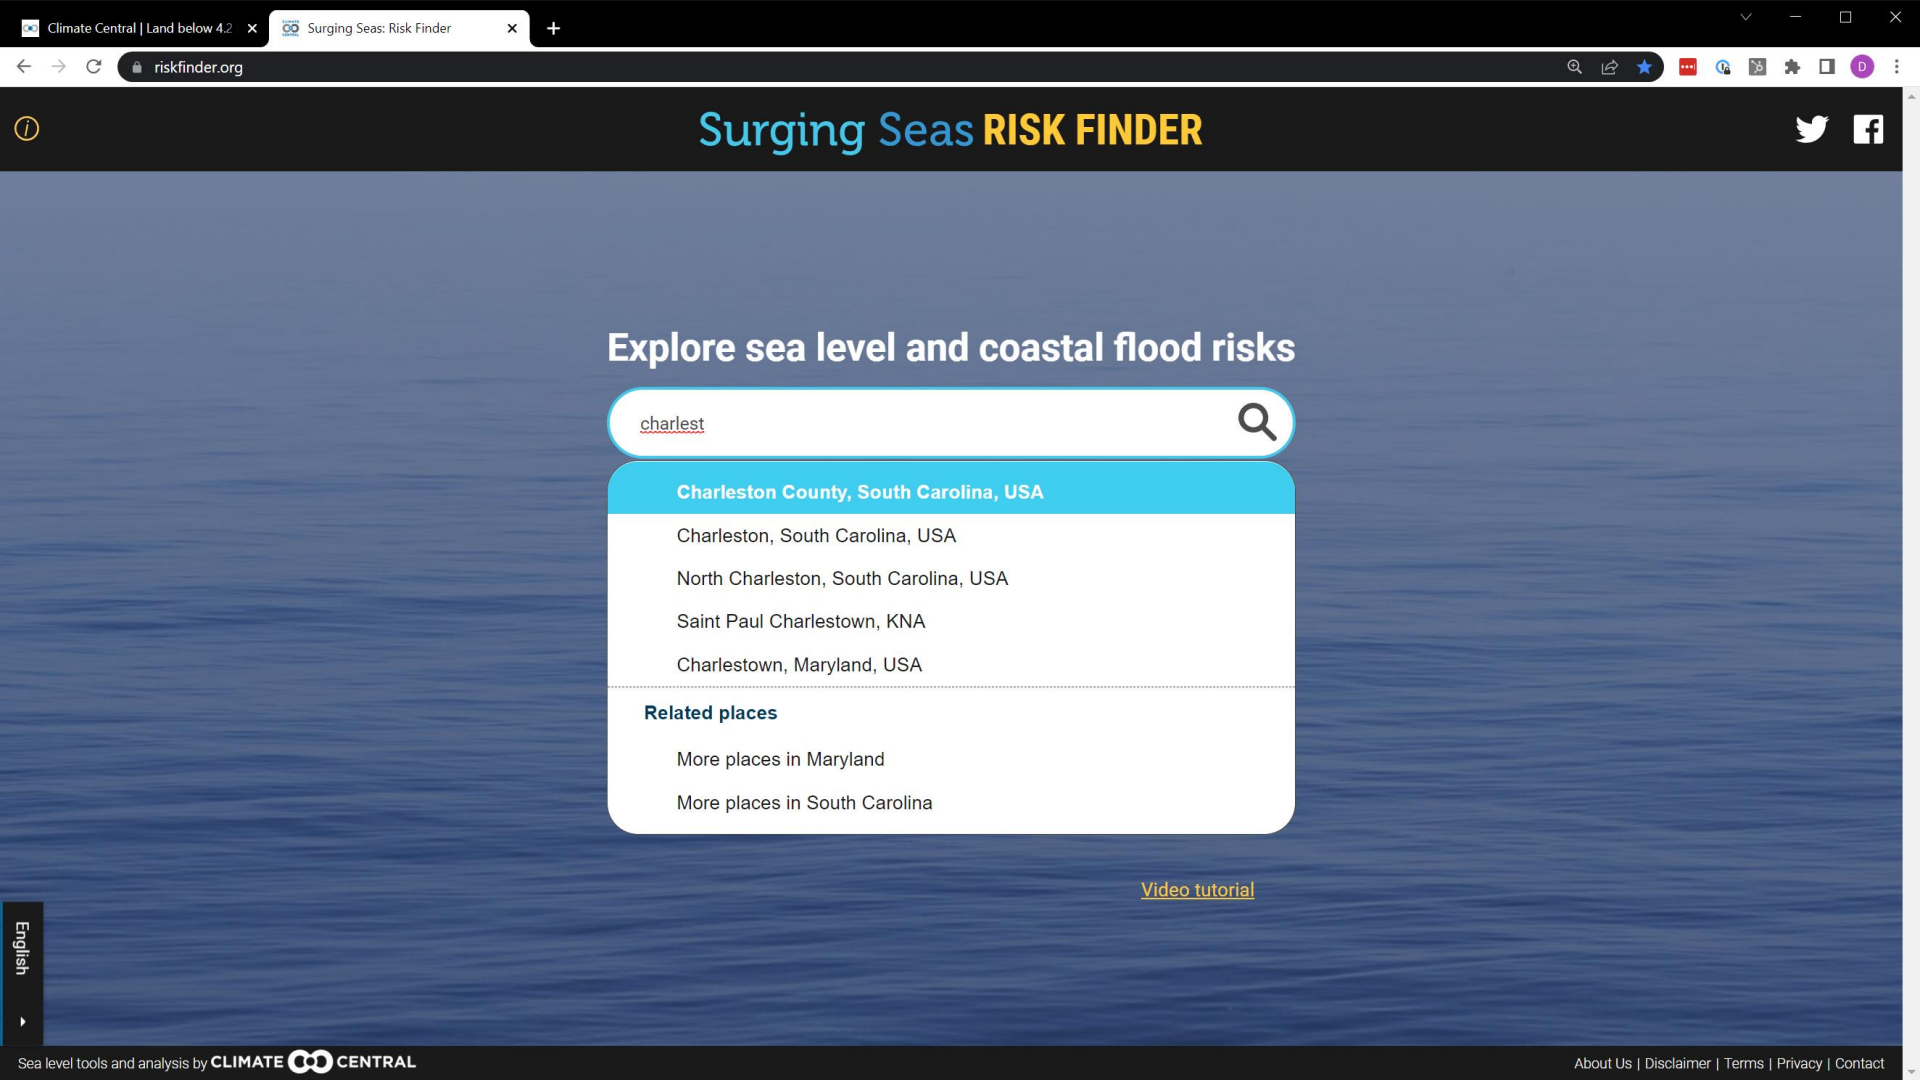 Climate Central | Land below 4.2
Surging Seas: Risk Finder
riskfinder.org
D
Surging Seas RISK FINDER
Explore sea level and coastal flood risks
charlest
Charleston County, South Carolina, USA
Charleston, South Carolina, USA
North Charleston, South Carolina, USA
Saint Paul Charlestown, KNA
Charlestown, Maryland, USA
Related places
More places in Maryland
More places in South Carolina
Video tutorial
English
Sea level tools and analysis by CLIMATE CENTRAL
About Us | Disclaimer | Terms | Privacy | Contact